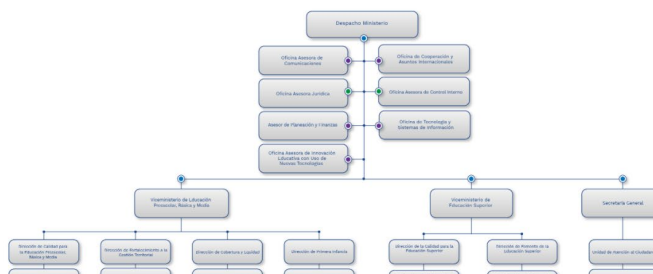 Despacho Ministerio
Oficina Asesora de
Comunicaciones
Oficina de Cooperación y
Asuntos Internacionales
Oficina Asesora Jurídica
Oficina Asesora de Control Interno
Asesor de Planeación y Finanzas
Oficina de Tecnología y
Sistemas de Información
Oficina Asesora de Innovación
Educativa con Uso de
Nuevas Tecnologías
Viceministerio de Educación
Preescolar, Básica y Media
Viceministerio de
Educación Superior
Secretaría General
Dirección de Calidad para
la Educación Preescolar,
Básica y Media
Dirección de Fortalecimiento a la
Gestión Territorial
Dirección de Cobertura y Equidad
Dirección de Primera Infancia
Dirección de la Calidad para la
Educación Superior
Dirección de Fomento de la
Educación Superior
Unidad de Atención al Ciudadano